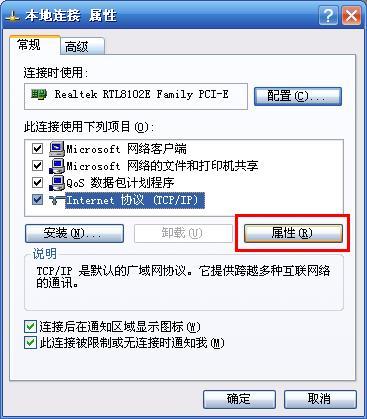 本地连接 属性
常规
高级
连接时使用:
Realtek RTL8102E Family PCI-E
配置(C)...
此连接使用下列项目(O):
Microsoft 网络客户端
Microsoft 网络的文件和打印机共享
QoS 数据包计划程序
Internet 协议 (TCP/IP)
安装(N)...
卸载(U)
属性(R)
说明
TCP/IP 是默认的广域网协议。它提供跨越多种互联网络
的通讯。
连接后在通知区域显示图标(W)
此连接被限制或无连接时通知我(M)
确定
取消